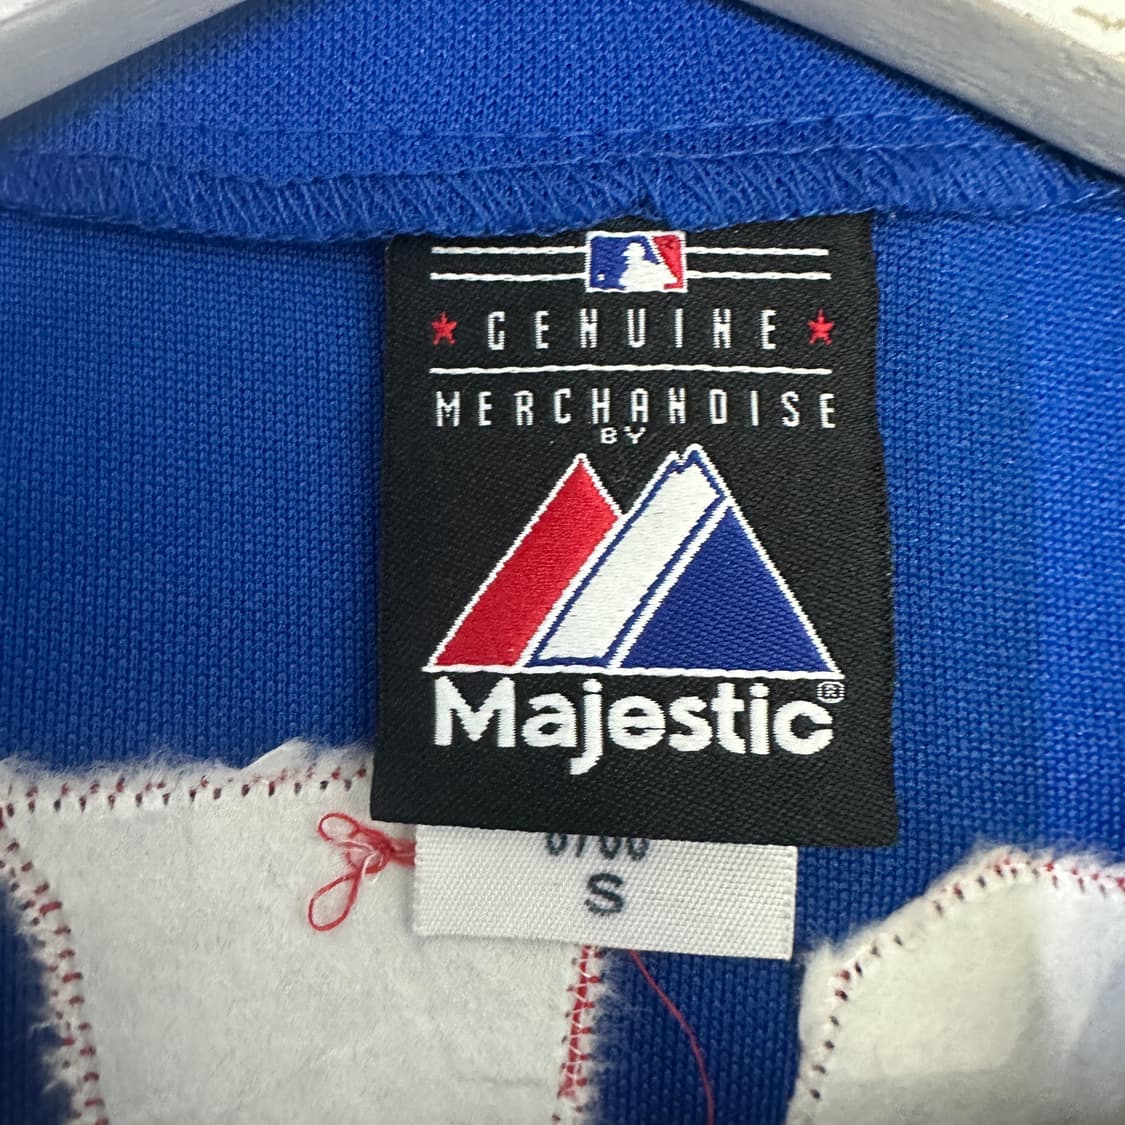 GENUINE
MERCHANDISE
BY
Majestic®
S